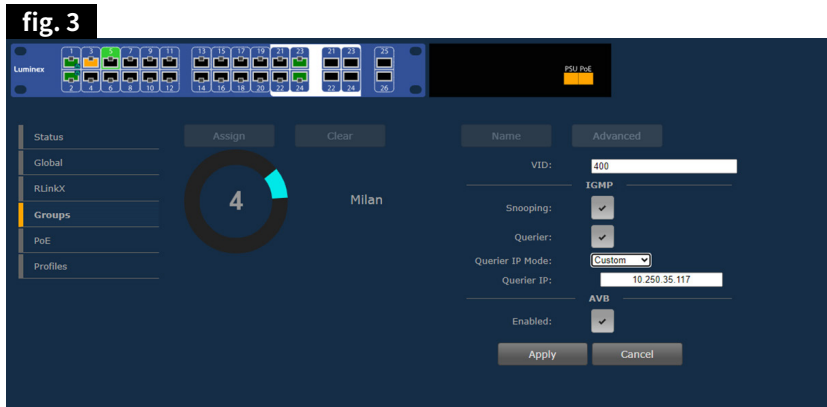 fig. 3
1 3 5 7 9 11 13 15 17 19 21 23 21 23 25
Luminex
PSU PoE
2 4 6 8 10 12 14 16 18 20 22 24 22 24 26
Status
Assign
Clear
Name
Advanced
Global
VID:
400
RLinkX
IGMP
Groups
4
Milan
Snooping:
PoE
Querier:
Profiles
Querier IP Mode:
Custom
Querier IP:
10.250.35.117
AVB
Enabled:
Apply
Cancel